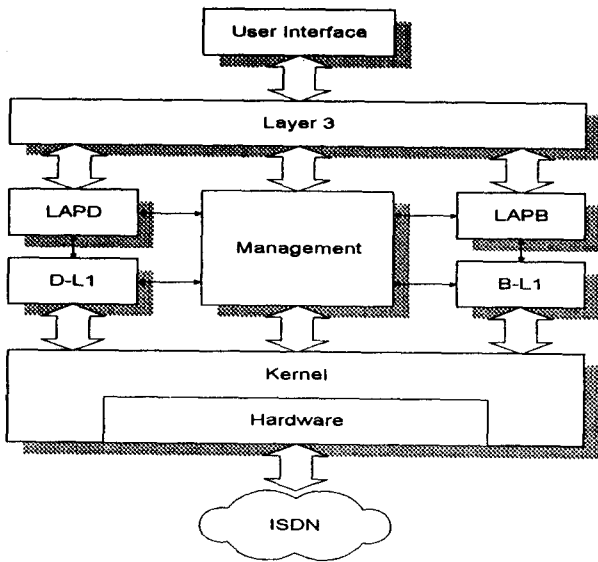 User Interface
Layer 3
LAPD
Management
LAPB
D-L1
B-L1
Kernel
Hardware
ISDN